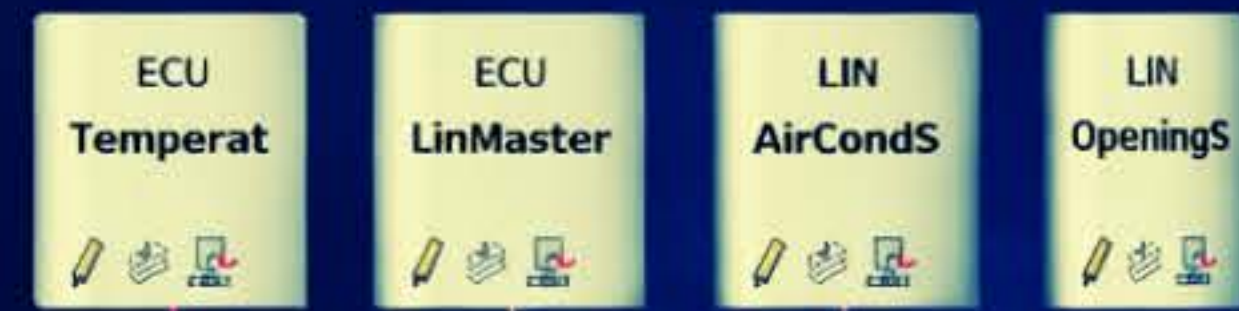 ECU
Temperat
ECU
LinMaster
LIN
AirCondS
LIN
OpeningS